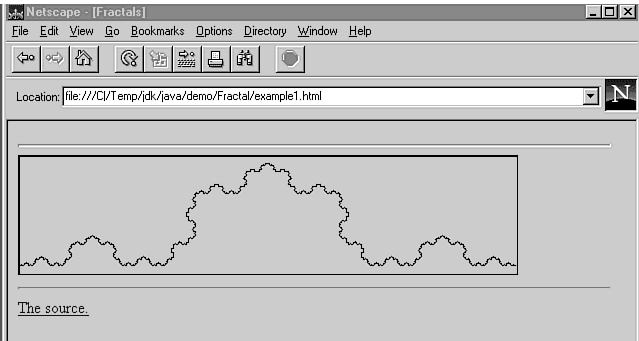 Netscape - [Fractals]
File Edit View Go Bookmarks Options Directory Window Help
Location: file:///C|/Temp/jdk/java/demo/Fractal/example1.html
N
The source.